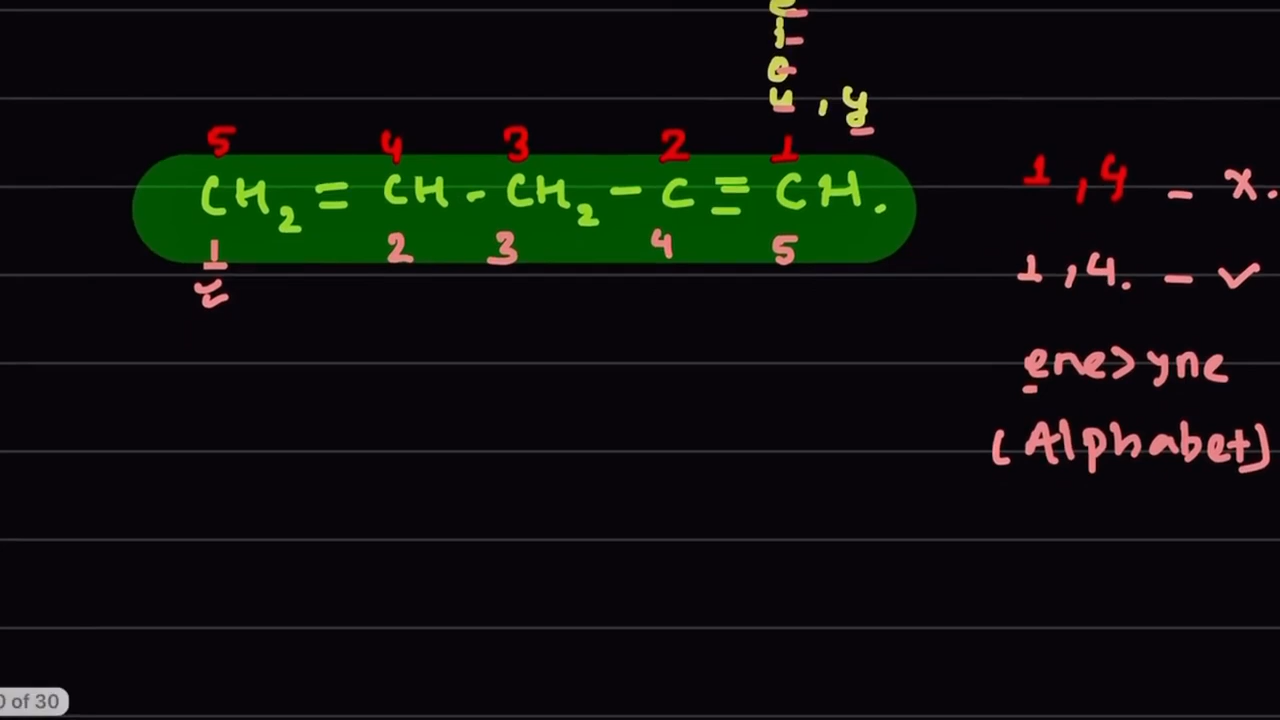 u , y
5 4 3 2 1
CH₂ = CH - CH₂ - C ≡ CH.
1 2 3 4 5
1 , 4 - x.
1 , 4. - ✓
ene > yne
(Alphabet)
0 of 30